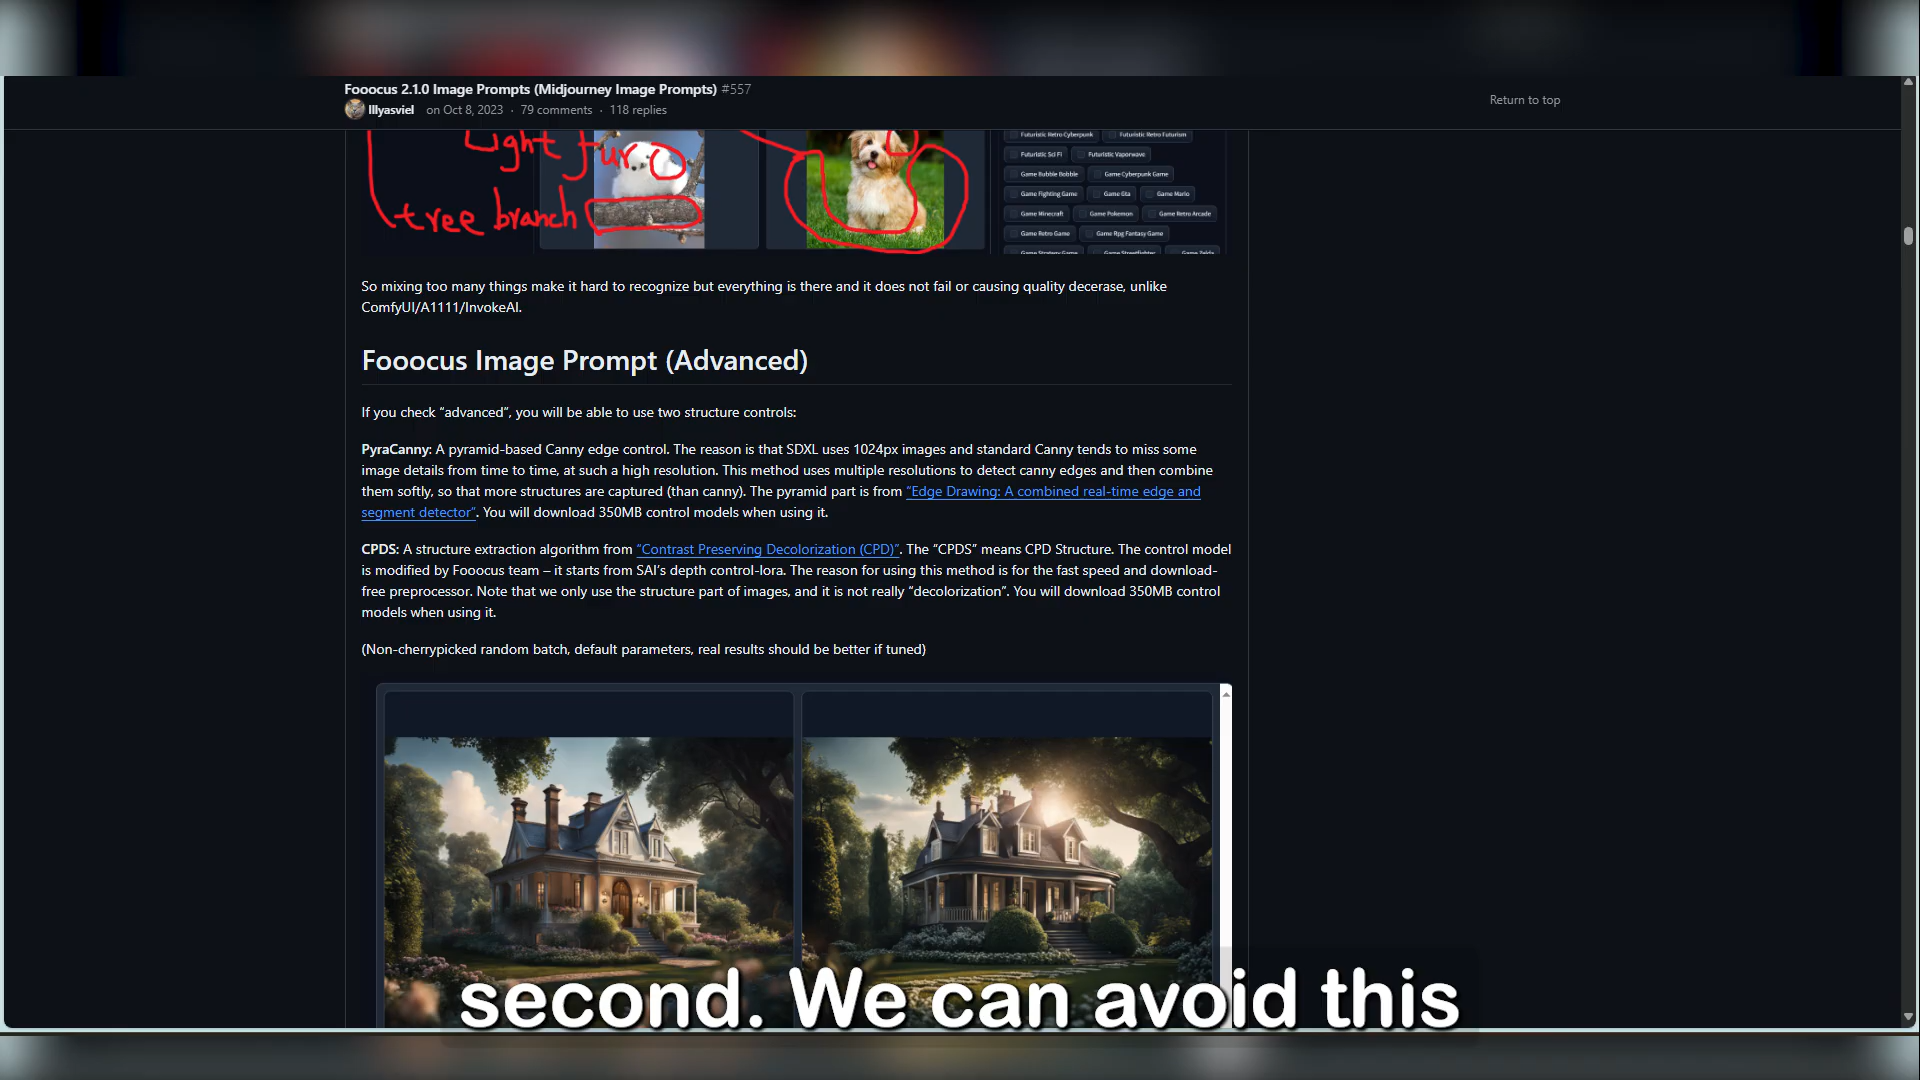 Fooocus 2.1.0 Image Prompts (Midjourney Image Prompts) #557
lllyasviel on Oct 8, 2023 · 79 comments · 118 replies
Return to top
Light fur
tree branch
Futuristic Retro Cyberpunk Futuristic Retro Futurism
Futuristic Sci Fi Futuristic Vaporwave
Game Bubble Bobble Game Cyberpunk Game
Game Fighting Game Game Gta Game Mario
Game Minecraft Game Pokemon Game Retro Arcade
Game Retro Game Game Rpg Fantasy Game
Game Strategy Game Game Streetfighter Game Zelda
So mixing too many things make it hard to recognize but everything is there and it does not fail or causing quality decerase, unlike
ComfyUI/A1111/InvokeAI.
Fooocus Image Prompt (Advanced)
If you check “advanced”, you will be able to use two structure controls:
PyraCanny: A pyramid-based Canny edge control. The reason is that SDXL uses 1024px images and standard Canny tends to miss some
image details from time to time, at such a high resolution. This method uses multiple resolutions to detect canny edges and then combine
them softly, so that more structures are captured (than canny). The pyramid part is from “Edge Drawing: A combined real-time edge and
segment detector”. You will download 350MB control models when using it.
CPDS: A structure extraction algorithm from “Contrast Preserving Decolorization (CPD)”. The “CPDS” means CPD Structure. The control model
is modified by Fooocus team – it starts from SAI’s depth control-lora. The reason for using this method is for the fast speed and download-
free preprocessor. Note that we only use the structure part of images, and it is not really “decolorization”. You will download 350MB control
models when using it.
(Non-cherrypicked random batch, default parameters, real results should be better if tuned)
second. We can avoid this